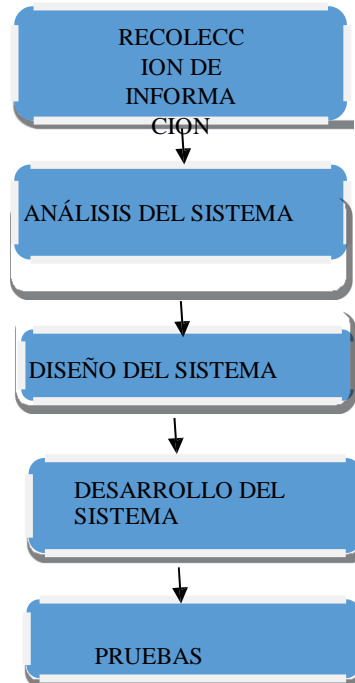 RECOLECC
ION DE
INFORMA
CION
ANÁLISIS DEL SISTEMA
DISEÑO DEL SISTEMA
DESARROLLO DEL
SISTEMA
PRUEBAS